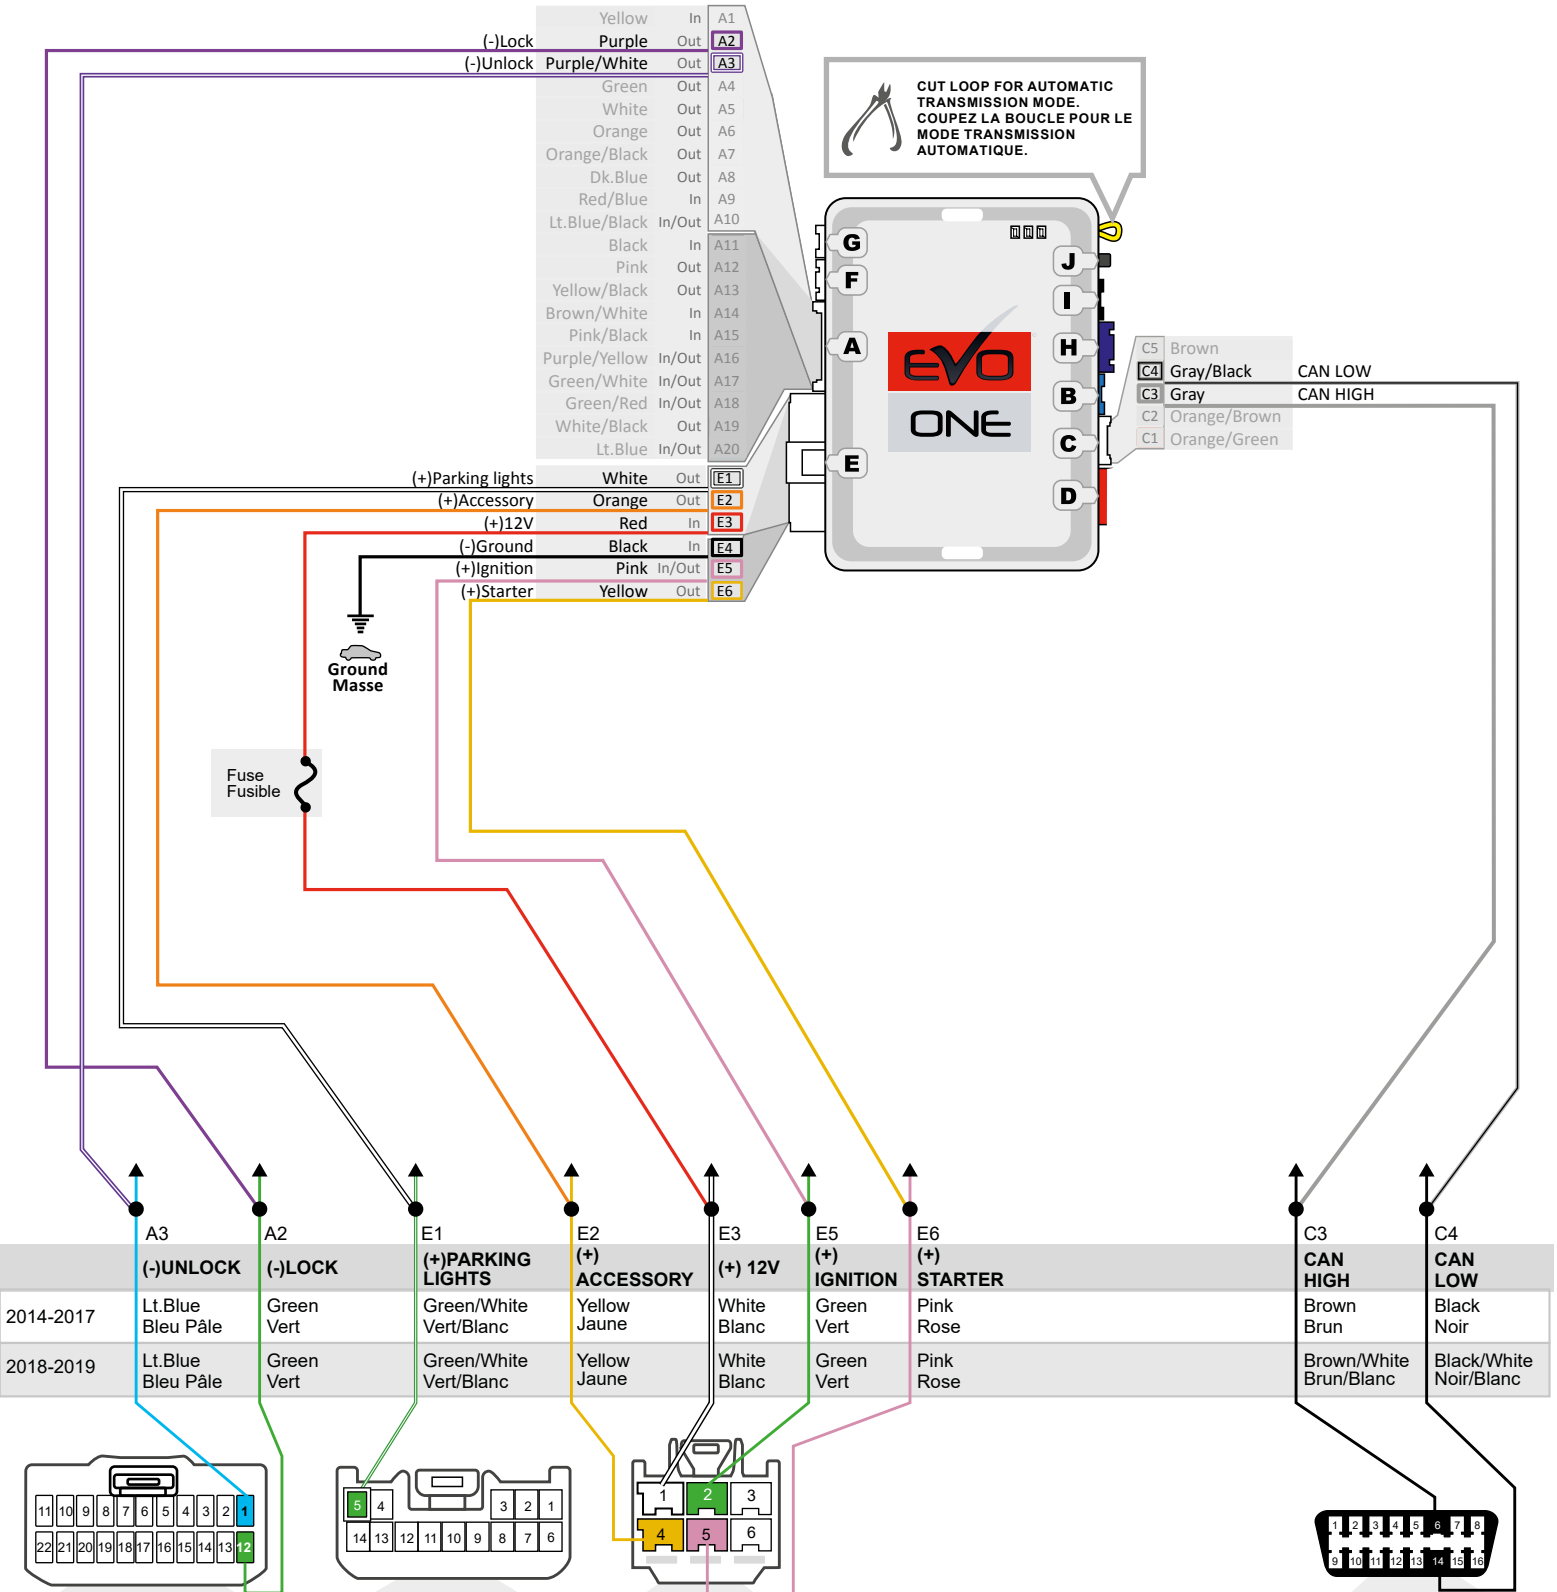 Yellow In A1
(-)Lock Purple Out A2
(-)Unlock Purple/White Out A3
Green Out A4
White Out A5
Orange Out A6
Orange/Black Out A7
Dk.Blue Out A8
Red/Blue In A9
Lt.Blue/Black In/Out A10
Black In A11
Pink Out A12
Yellow/Black Out A13
Brown/White In A14
Pink/Black In A15
Purple/Yellow In/Out A16
Green/White In/Out A17
Green/Red In/Out A18
White/Black Out A19
Lt.Blue In/Out A20
(+)Parking lights White Out E1
(+)Accessory Orange Out E2
(+)12V Red In E3
(-)Ground Black In E4
(+)Ignition Pink In/Out E5
(+)Starter Yellow Out E6
CUT LOOP FOR AUTOMATIC
TRANSMISSION MODE.
COUPEZ LA BOUCLE POUR LE
MODE TRANSMISSION
AUTOMATIQUE.
G
F
A
E
J
I
H
B
C
D
EVO
ONE
C5 Brown
C4 Gray/Black CAN LOW
C3 Gray CAN HIGH
C2 Orange/Brown
C1 Orange/Green
Ground
Masse
Fuse
Fusible
A3 A2 E1 E2 E3 E5 E6 C3 C4
(-)UNLOCK (-)LOCK (+)PARKING LIGHTS (+) ACCESSORY (+) 12V (+) IGNITION (+) STARTER CAN HIGH CAN LOW
2014-2017
Lt.Blue Green Green/White Yellow White Green Pink Brown Black
Bleu Pâle Vert Vert/Blanc Jaune Blanc Vert Rose Brun Noir
2018-2019
Lt.Blue Green Green/White Yellow White Green Pink Brown/White Black/White
Bleu Pâle Vert Vert/Blanc Jaune Blanc Vert Rose Brun/Blanc Noir/Blanc
11 10 9 8 7 6 5 4 3 2 1
22 21 20 19 18 17 16 15 14 13 12
5 4 3 2 1
14 13 12 11 10 9 8 7 6
1 2 3
4 5 6
1 2 3 4 5 6 7 8
9 10 11 12 13 14 15 16